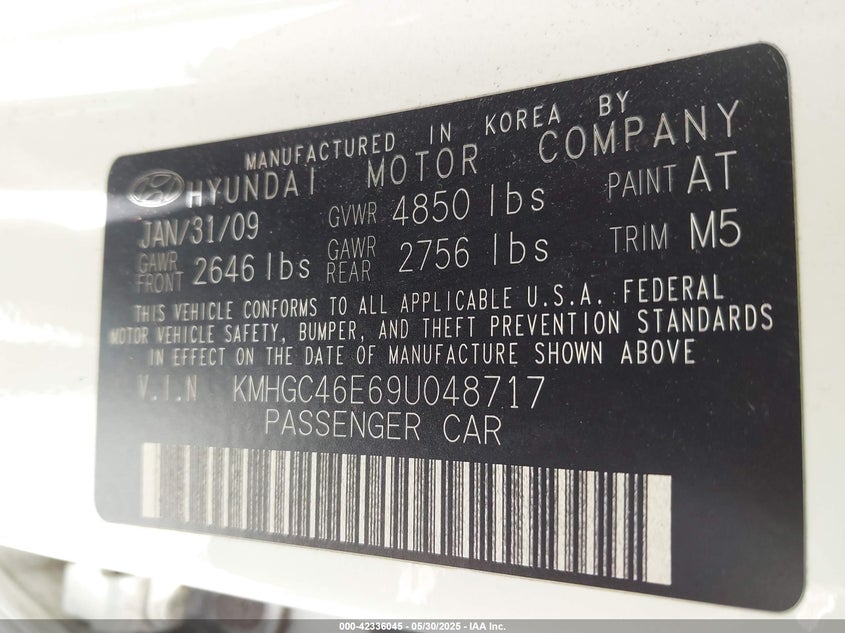 MANUFACTURED IN KOREA BY
HYUNDAI MOTOR COMPANY
JAN/31/09 GVWR 4850 lbs PAINT AT
GAWR FRONT 2646 lbs GAWR REAR 2756 lbs TRIM M5
THIS VEHICLE CONFORMS TO ALL APPLICABLE U.S.A. FEDERAL
MOTOR VEHICLE SAFETY, BUMPER, AND THEFT PREVENTION STANDARDS
IN EFFECT ON THE DATE OF MANUFACTURE SHOWN ABOVE
V.I.N KMHGC46E69U048717
PASSENGER CAR
000-42336045 - 05/30/2025 - IAA Inc.